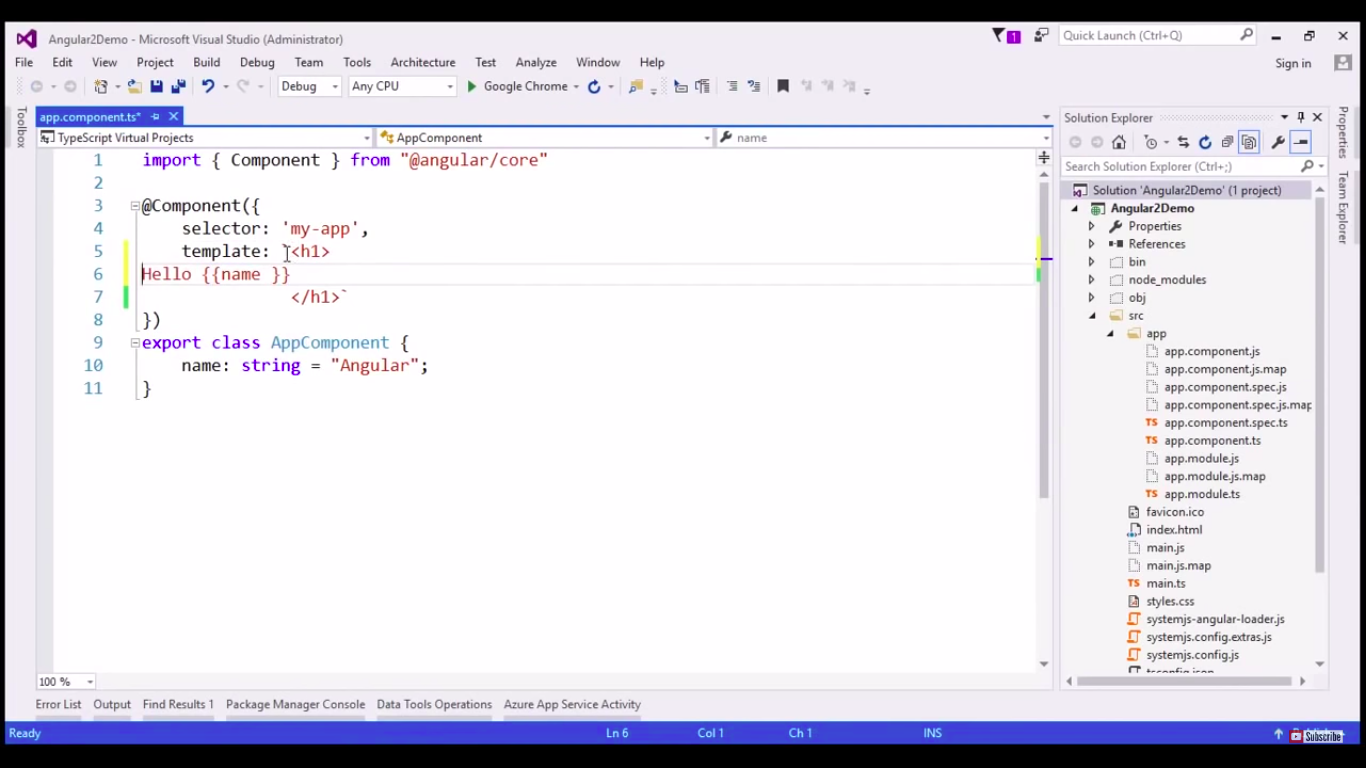 Angular2Demo - Microsoft Visual Studio (Administrator)
1
Quick Launch (Ctrl+Q)
File Edit View Project Build Debug Team Tools Architecture Test Analyze Window Help
Sign in
Debug Any CPU Google Chrome
Toolbox
app.component.ts*
TypeScript Virtual Projects AppComponent name
1 import { Component } from "@angular/core"
2
3 @Component({
4 selector: 'my-app',
5 template: `<h1>
6 Hello {{name }}
7 </h1>`
8 })
9 export class AppComponent {
10 name: string = "Angular";
11 }
100 %
Solution Explorer
Search Solution Explorer (Ctrl+;)
Solution 'Angular2Demo' (1 project)
Angular2Demo
Properties
References
bin
node_modules
obj
src
app
app.component.js
app.component.js.map
app.component.spec.js
app.component.spec.js.map
app.component.spec.ts
app.component.ts
app.module.js
app.module.js.map
app.module.ts
favicon.ico
index.html
main.js
main.js.map
main.ts
styles.css
systemjs-angular-loader.js
systemjs.config.extras.js
systemjs.config.js
tsconfig.json
Properties
Team Explorer
Error List Output Find Results 1 Package Manager Console Data Tools Operations Azure App Service Activity
Ready Ln 6 Col 1 Ch 1 INS
Subscribe